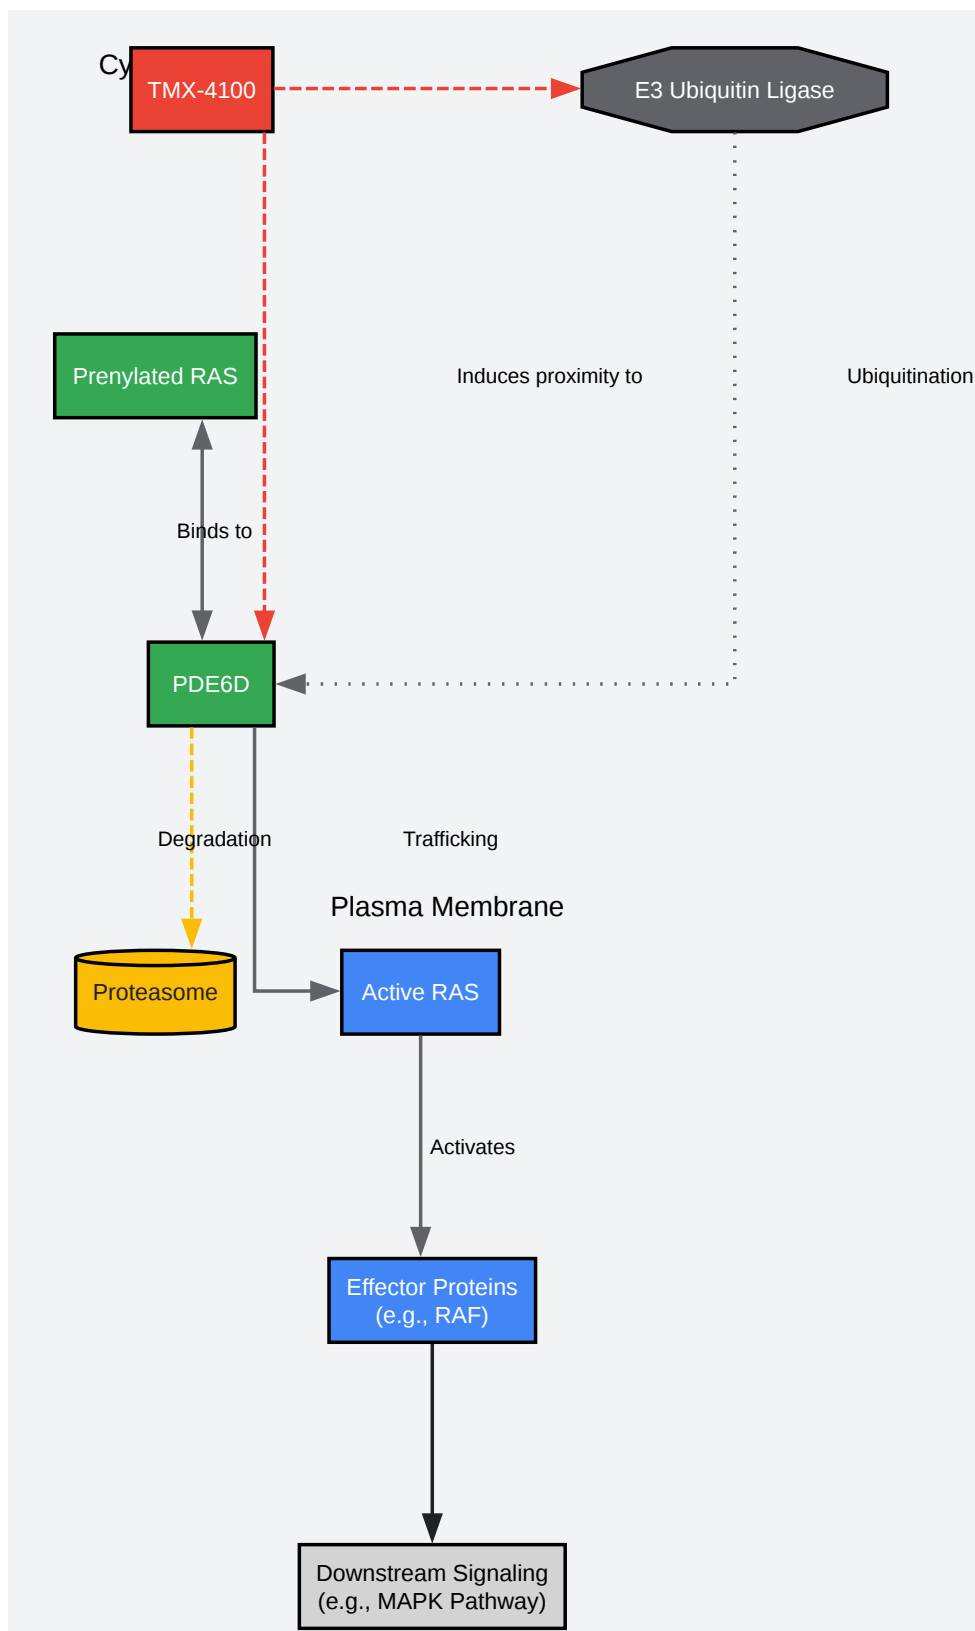 Cy
TMX-4100
E3 Ubiquitin Ligase
Prenylated RAS
Induces proximity to
Ubiquitination
Binds to
PDE6D
Degradation
Trafficking
Plasma Membrane
Proteasome
Active RAS
Activates
Effector Proteins
(e.g., RAF)
Downstream Signaling
(e.g., MAPK Pathway)